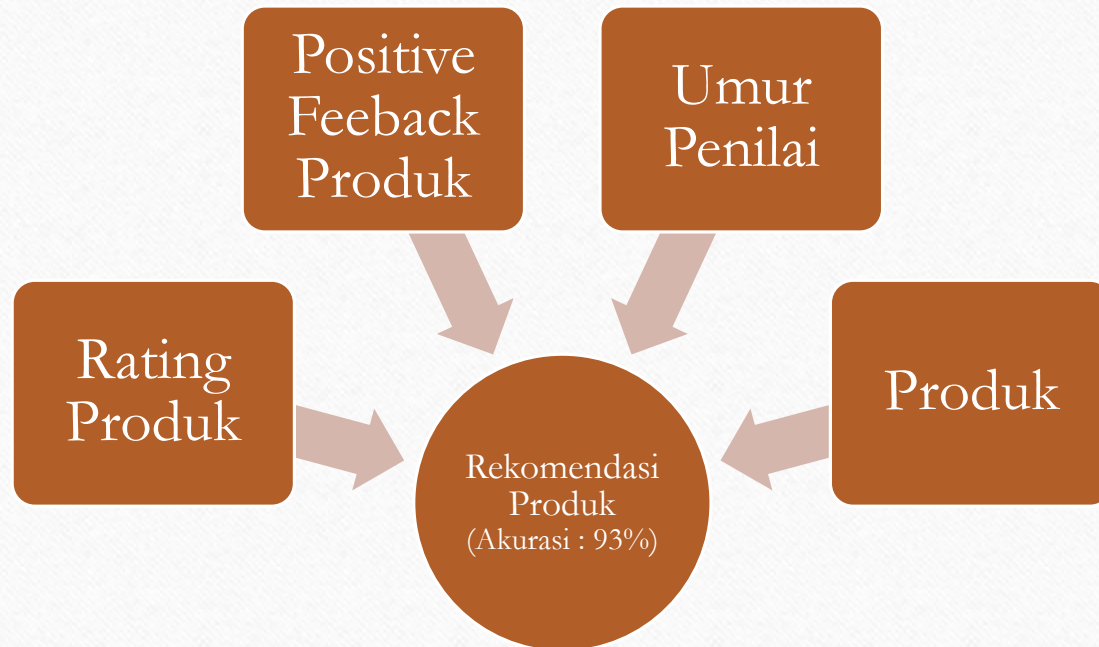 Positive
Feeback
Produk
Umur
Penilai
Rating
Produk
Produk
Rekomendasi
Produk
(Akurasi : 93%)